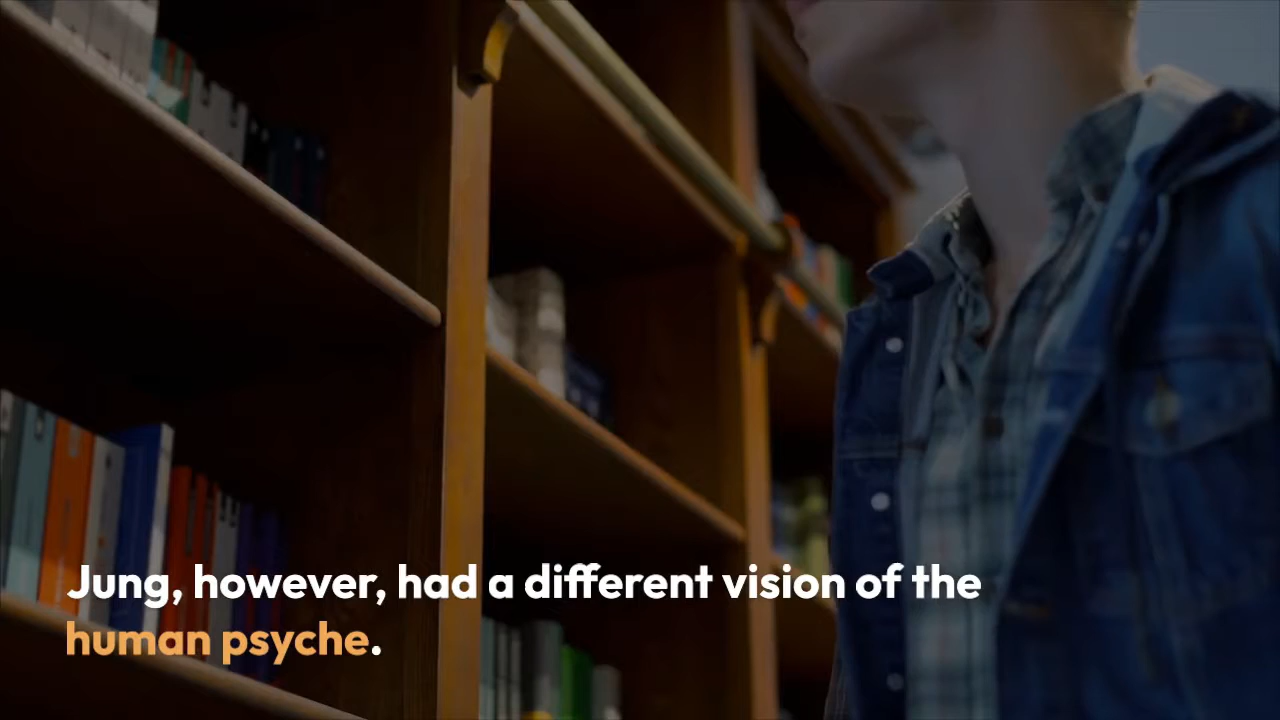 Jung, however, had a different vision of the
human psyche.